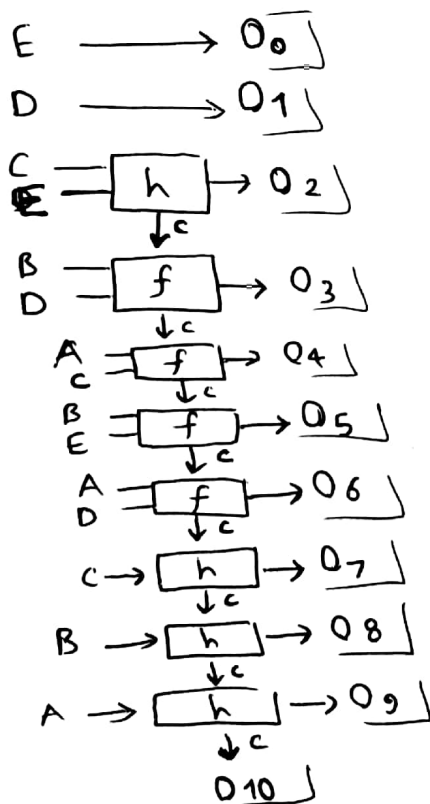 E O0
D O1
C
E h O2
c
B
D f O3
c
A
C f O4
c
B
E f O5
c
A
D f O6
c
C h O7
c
B h O8
c
A h O9
c
O10